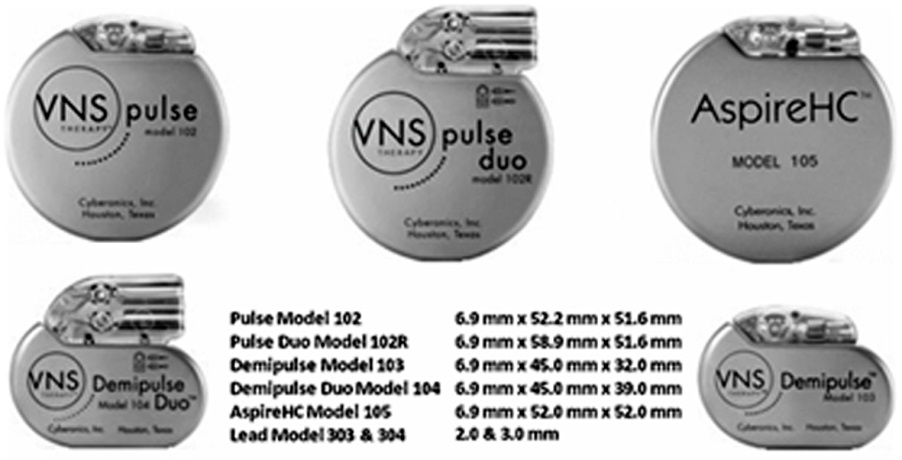 VNS pulse
THERAPY
model 102
Cyberonics, Inc.
Houston, Texas
VNS pulse
THERAPY
duo
model 102R
Cyberonics, Inc.
Houston, Texas
AspireHC™
MODEL 105
Cyberonics, Inc.
Houston, Texas
VNS Demipulse
THERAPY
Model 104 Duo™
Cyberonics, Inc. Houston, Texas
Pulse Model 102 6.9 mm x 52.2 mm x 51.6 mm
Pulse Duo Model 102R 6.9 mm x 58.9 mm x 51.6 mm
Demipulse Model 103 6.9 mm x 45.0 mm x 32.0 mm
Demipulse Duo Model 104 6.9 mm x 45.0 mm x 39.0 mm
AspireHC Model 105 6.9 mm x 52.0 mm x 52.0 mm
Lead Model 303 & 304 2.0 & 3.0 mm
VNS Demipulse™
THERAPY
Model 103
Cyberonics, Inc. Houston, Texas